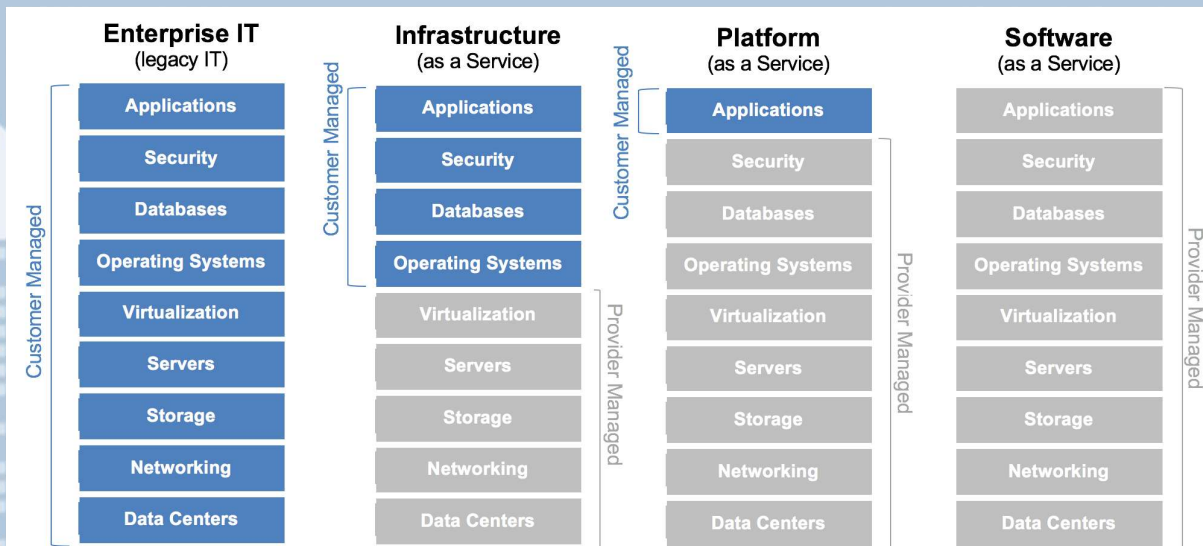 Enterprise IT
(legacy IT)
Customer Managed
Applications
Security
Databases
Operating Systems
Virtualization
Servers
Storage
Networking
Data Centers
Infrastructure
(as a Service)
Customer Managed
Applications
Security
Databases
Operating Systems
Virtualization
Servers
Storage
Networking
Data Centers
Provider Managed
Platform
(as a Service)
Customer Managed
Applications
Security
Databases
Operating Systems
Virtualization
Servers
Storage
Networking
Data Centers
Provider Managed
Software
(as a Service)
Applications
Security
Databases
Operating Systems
Virtualization
Servers
Storage
Networking
Data Centers
Provider Managed